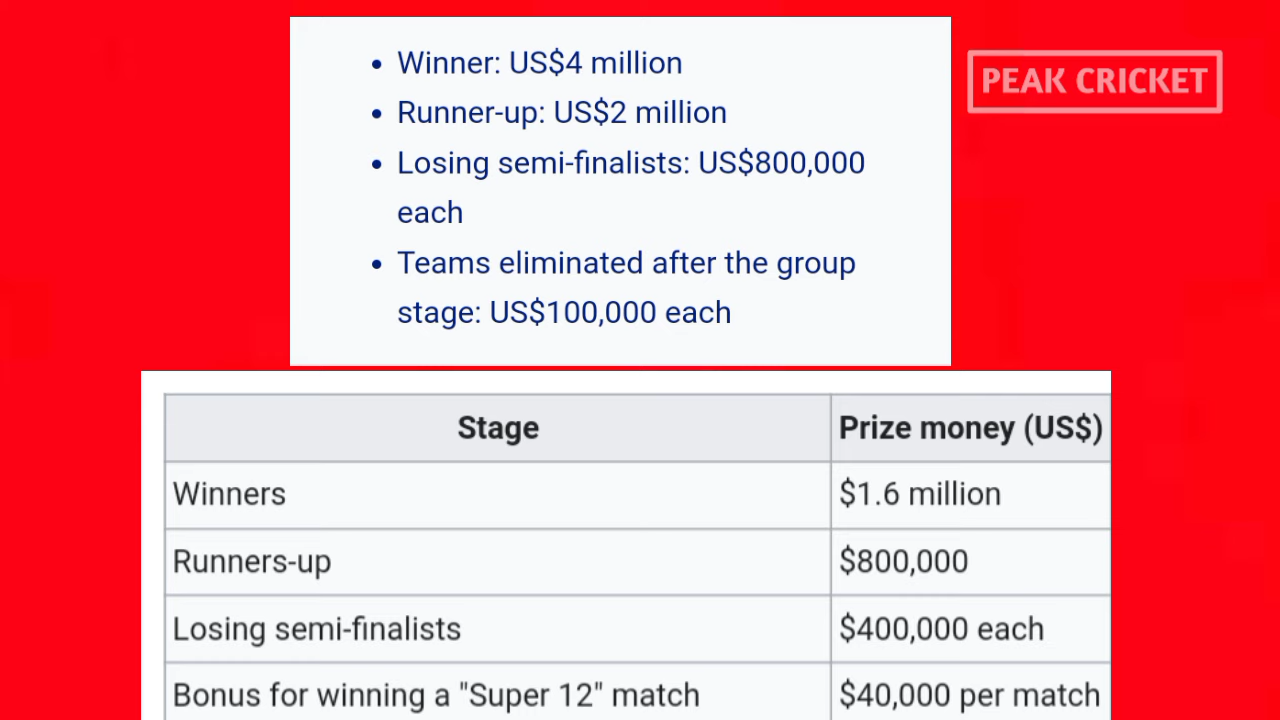 • Winner: US$4 million
• Runner-up: US$2 million
• Losing semi-finalists: US$800,000
each
• Teams eliminated after the group
stage: US$100,000 each
PEAK CRICKET
Stage Prize money (US$)
Winners $1.6 million
Runners-up $800,000
Losing semi-finalists $400,000 each
Bonus for winning a "Super 12" match $40,000 per match